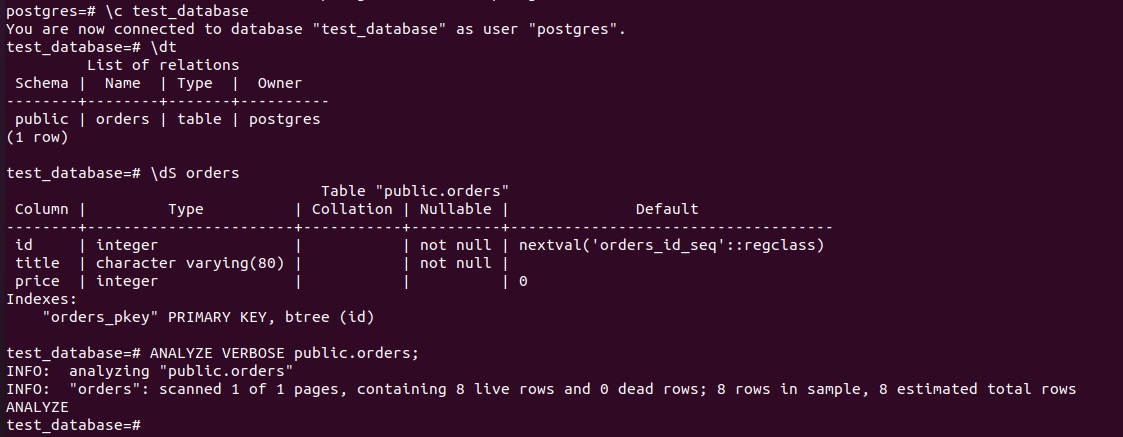 postgres=# \c test_database
You are now connected to database "test_database" as user "postgres".
test_database=# \dt
         List of relations
 Schema |  Name  | Type  |  Owner
--------+--------+-------+----------
 public | orders | table | postgres
(1 row)

test_database=# \dS orders
                                   Table "public.orders"
 Column |         Type          | Collation | Nullable |              Default
--------+-----------------------+-----------+----------+------------------------------------
 id     | integer               |           | not null | nextval('orders_id_seq'::regclass)
 title  | character varying(80) |           | not null |
 price  | integer               |           |          | 0
Indexes:
    "orders_pkey" PRIMARY KEY, btree (id)

test_database=# ANALYZE VERBOSE public.orders;
INFO:  analyzing "public.orders"
INFO:  "orders": scanned 1 of 1 pages, containing 8 live rows and 0 dead rows; 8 rows in sample, 8 estimated total rows
ANALYZE
test_database=#